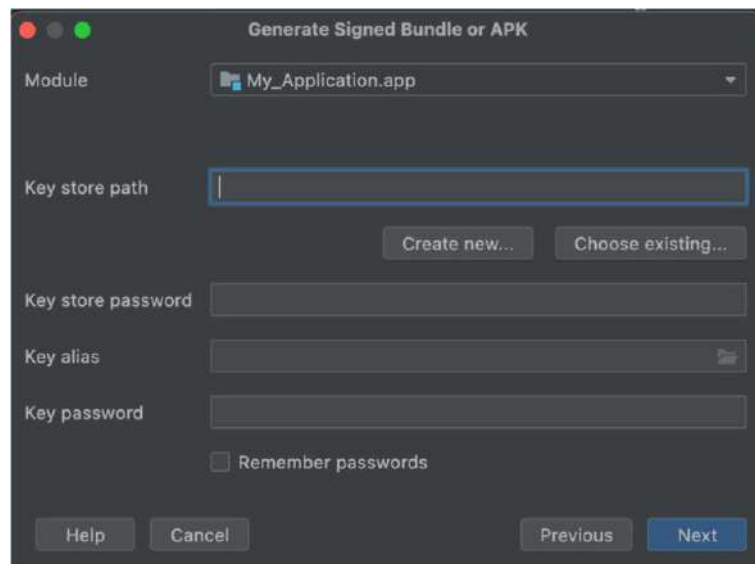 Generate Signed Bundle or APK
Module
My_Application.app
Key store path
Create new...
Choose existing...
Key store password
Key alias
Key password
Remember passwords
Help
Cancel
Previous
Next